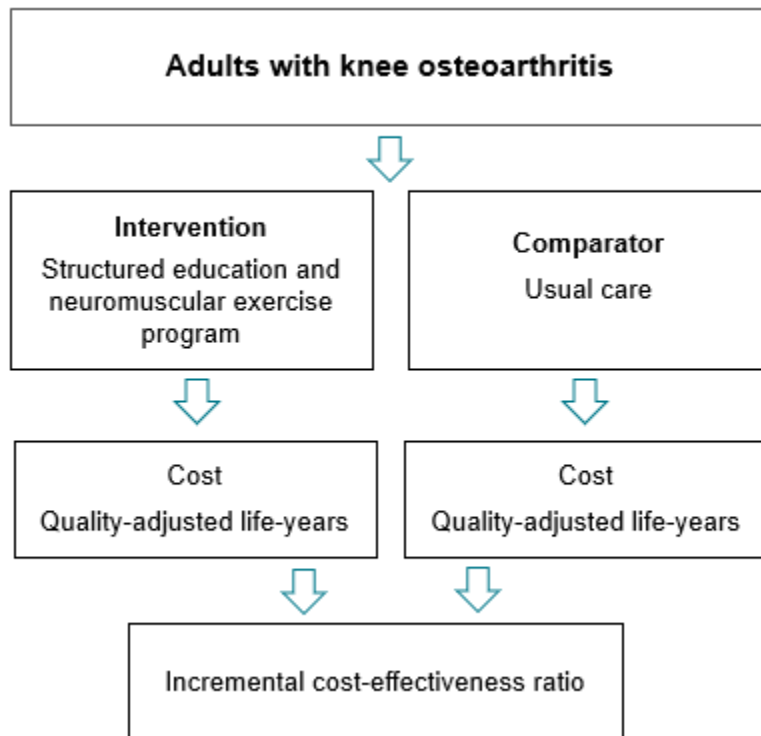 Adults with knee osteoarthritis
Intervention
Structured education and
neuromuscular exercise
program
Comparator
Usual care
Cost
Quality-adjusted life-years
Cost
Quality-adjusted life-years
Incremental cost-effectiveness ratio